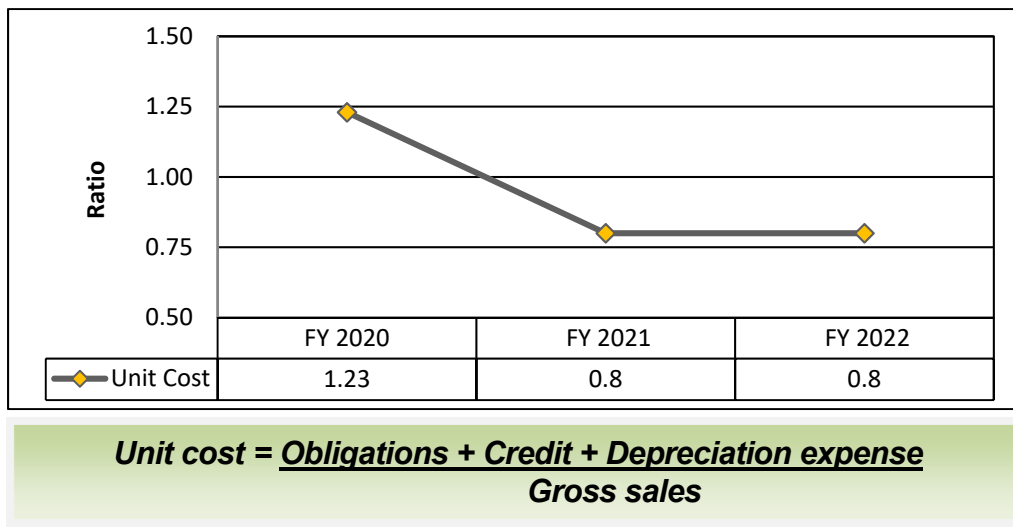 1.50
1.25
1.00
0.75
0.50
Ratio
FY 2020 FY 2021 FY 2022
Unit Cost 1.23 0.8 0.8
Unit cost = Obligations + Credit + Depreciation expense
Gross sales